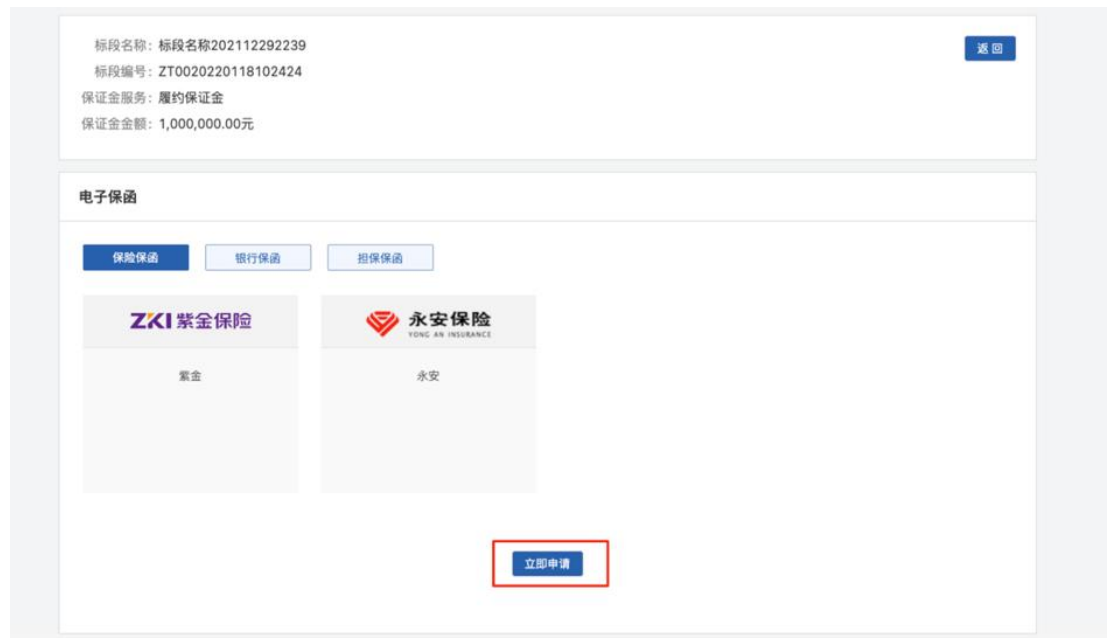 标段名称：标段名称202112292239
返回
标段编号：ZT0020220118102424
保证金服务：履约保证金
保证金金额：1,000,000.00元
电子保函
保险保函 银行保函 担保保函
ZKI 紫金保险 永安保险
YONG AN INSURANCE
紫金 永安
立即申请